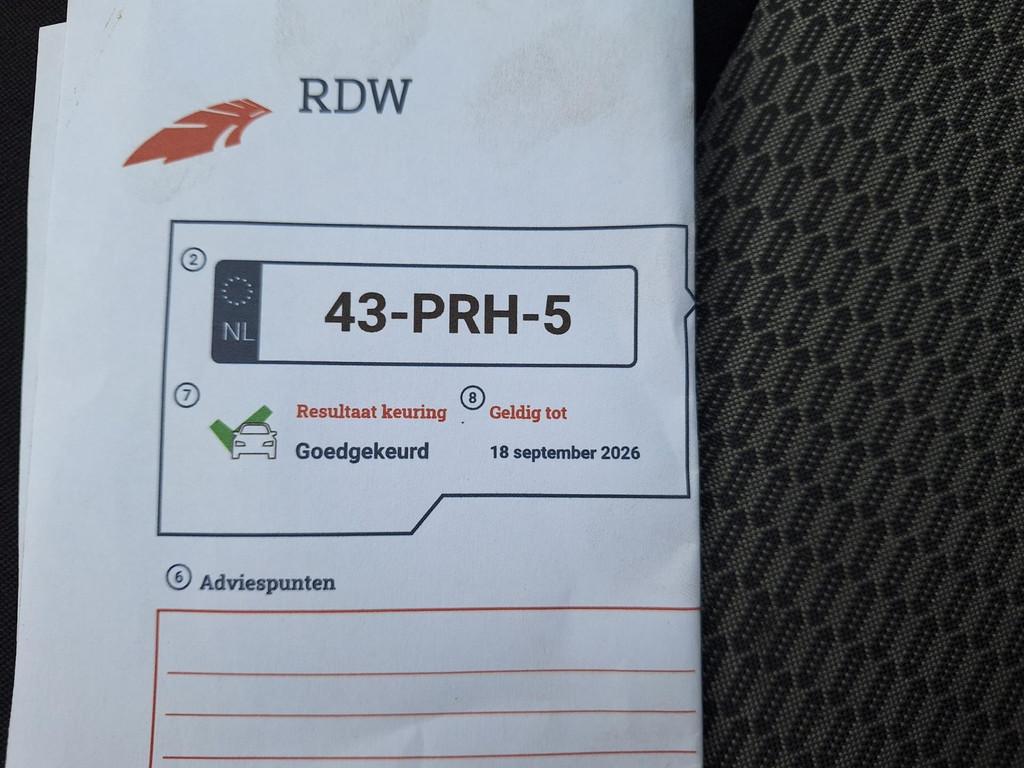 RDW
2
NL
43-PRH-5
7
Resultaat keuring
8
Geldig tot
Goedgekeurd
18 september 2026
6 Adviespunten